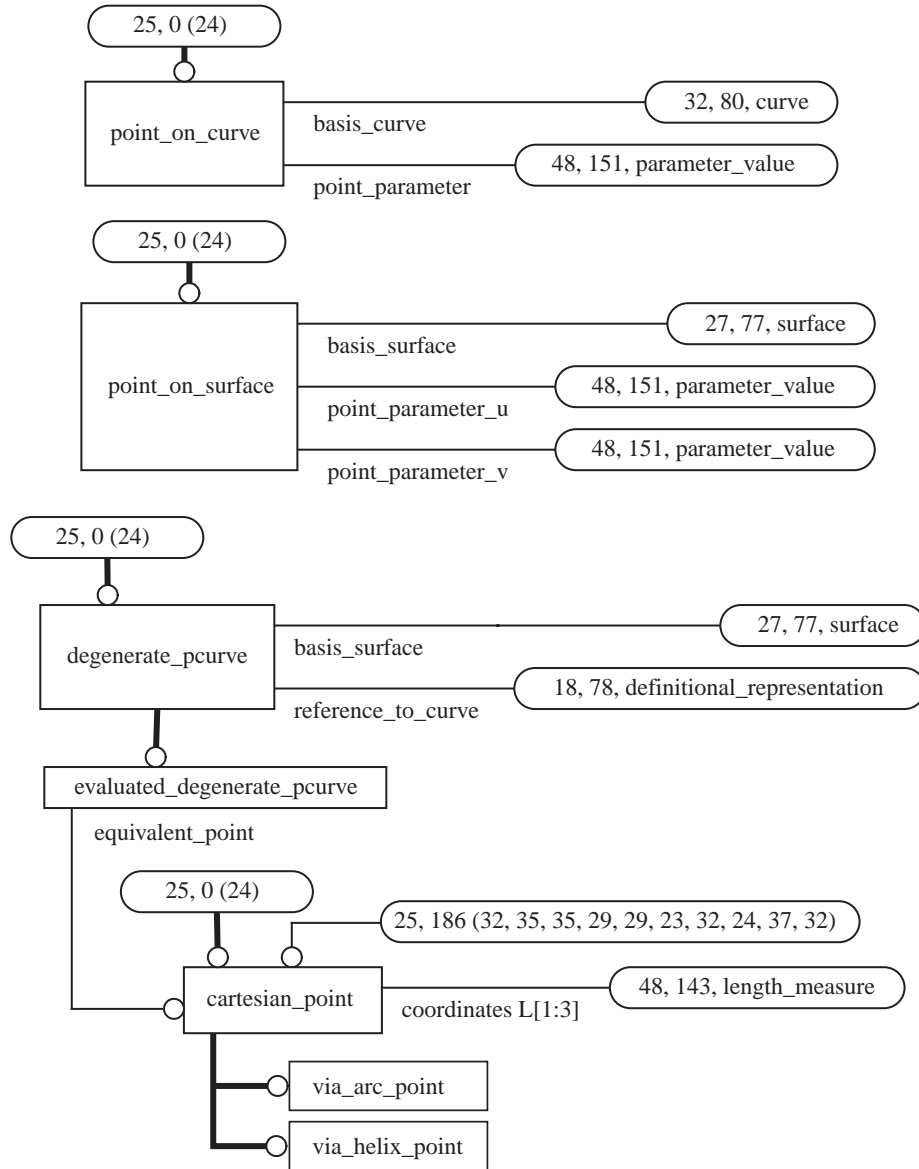 25, 0 (24)
point_on_curve
basis_curve
32, 80, curve
point_parameter
48, 151, parameter_value
25, 0 (24)
point_on_surface
basis_surface
27, 77, surface
point_parameter_u
48, 151, parameter_value
point_parameter_v
48, 151, parameter_value
25, 0 (24)
degenerate_pcurve
basis_surface
27, 77, surface
reference_to_curve
18, 78, definitional_representation
evaluated_degenerate_pcurve
equivalent_point
25, 0 (24)
25, 186 (32, 35, 35, 29, 29, 23, 32, 24, 37, 32)
cartesian_point
coordinates L[1:3]
48, 143, length_measure
via_arc_point
via_helix_point